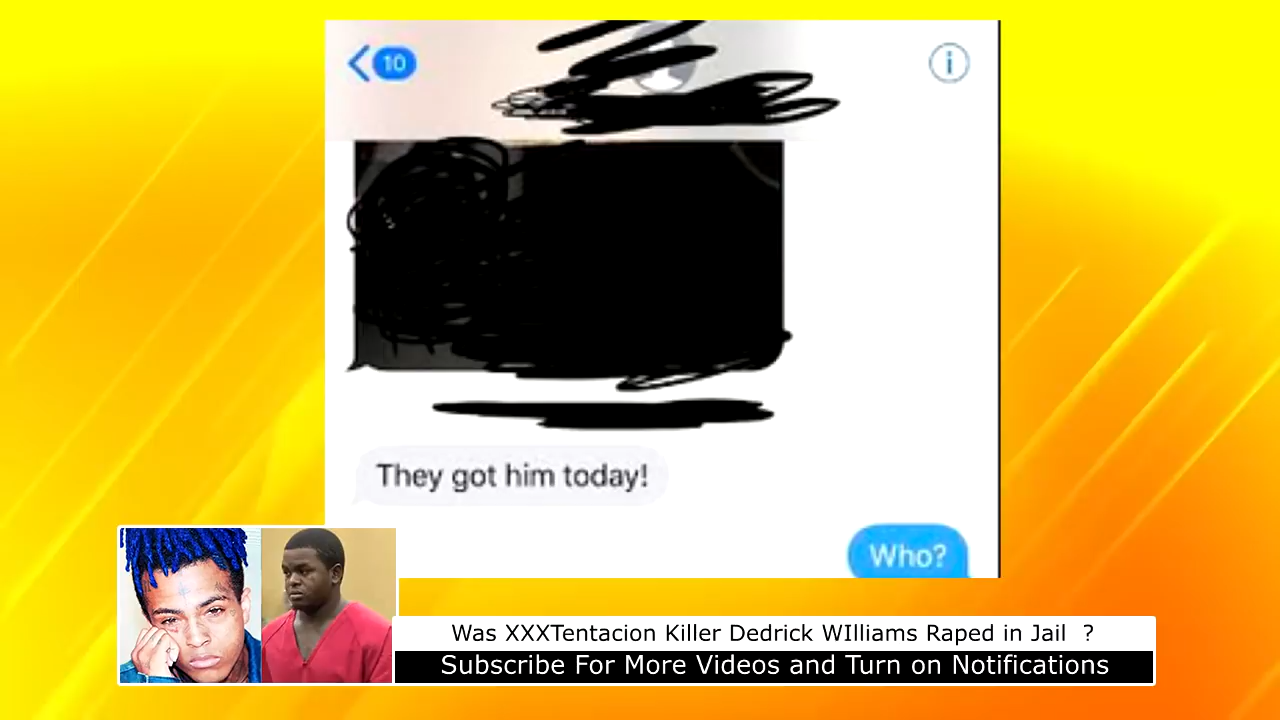 10
i
They got him today!
Who?
Was XXXTentacion Killer Dedrick WIlliams Raped in Jail  ?
Subscribe For More Videos and Turn on Notifications